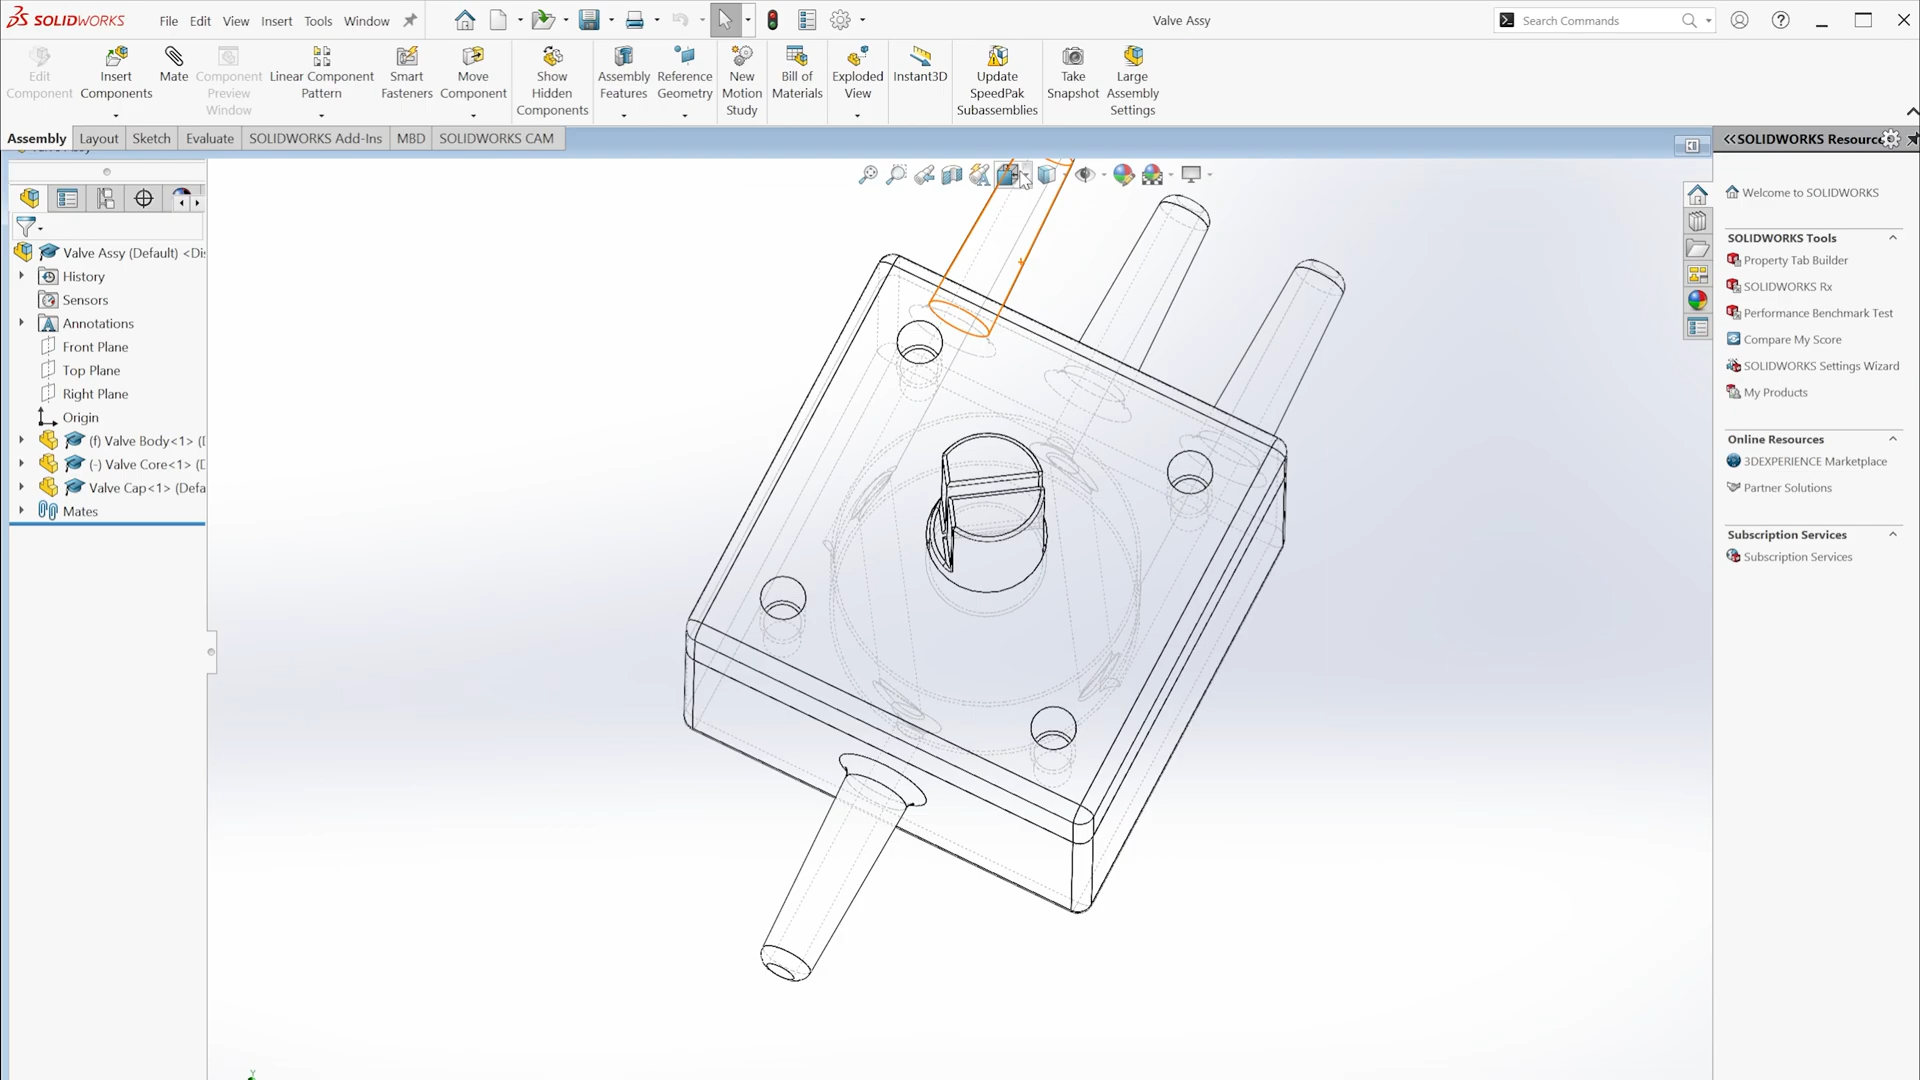 SOLIDWORKS
File
Edit
View
Insert
Tools
Window
Valve Assy
Search Commands
Edit
Component
Insert
Components
Mate
Component
Preview
Window
Linear Component
Pattern
Smart
Fasteners
Move
Component
Show
Hidden
Components
Assembly
Features
Reference
Geometry
New
Motion
Study
Bill of
Materials
Exploded
View
Instant3D
Update
SpeedPak
Subassemblies
Take
Snapshot
Large
Assembly
Settings
Assembly
Layout
Sketch
Evaluate
SOLIDWORKS Add-Ins
MBD
SOLIDWORKS CAM
Valve Assy (Default) <Di
History
Sensors
Annotations
Front Plane
Top Plane
Right Plane
Origin
(f) Valve Body<1> (
(-) Valve Core<1> (
Valve Cap<1> (Defa
Mates
SOLIDWORKS Resource
Welcome to SOLIDWORKS
SOLIDWORKS Tools
Property Tab Builder
SOLIDWORKS Rx
Performance Benchmark Test
Compare My Score
SOLIDWORKS Settings Wizard
My Products
Online Resources
3DEXPERIENCE Marketplace
Partner Solutions
Subscription Services
Subscription Services
Y